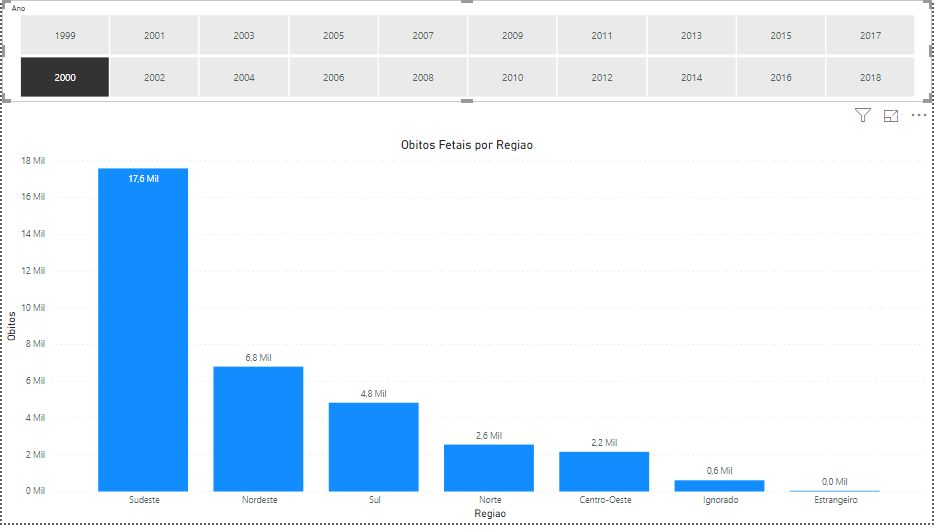 Ano
1999 2001 2003 2005 2007 2009 2011 2013 2015 2017
2000 2002 2004 2006 2008 2010 2012 2014 2016 2018
Obitos Fetais por Regiao
18 Mil
16 Mil
14 Mil
12 Mil
10 Mil
8 Mil
6 Mil
4 Mil
2 Mil
0 Mil
Obitos
17,6 Mil
6,8 Mil
4,8 Mil
2,6 Mil
2,2 Mil
0,6 Mil
0,0 Mil
Sudeste Nordeste Sul Norte Centro-Oeste Ignorado Estrangeiro
Regiao